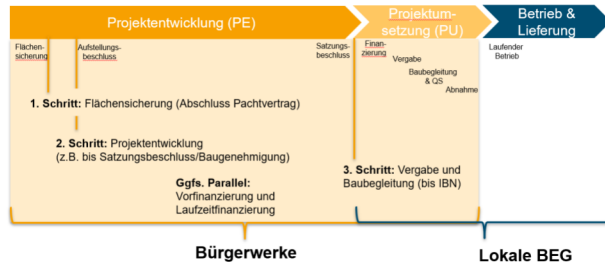 Projektentwicklung (PE)
Projektum-
setzung (PU)
Betrieb &
Lieferung
Flächen-
sicherung
Aufstellungs-
beschluss
Satzungs-
beschluss
Finan-
zierung
Vergabe
Baubegleitung
& QS
Abnahme
Laufender
Betrieb
1. Schritt: Flächensicherung (Abschluss Pachtvertrag)
2. Schritt: Projektentwicklung
(z.B. bis Satzungsbeschluss/Baugenehmigung)
3. Schritt: Vergabe und
Baubegleitung (bis IBN)
Ggfs. Parallel:
Vorfinanzierung und
Laufzeitfinanzierung
Bürgerwerke
Lokale BEG